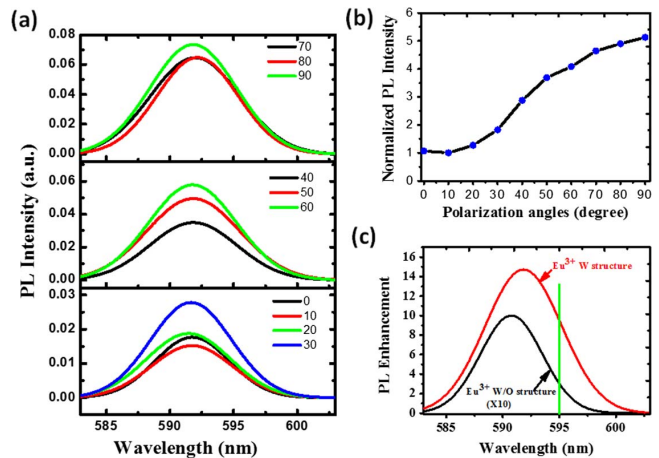 (a)
PL Intensity (a.u.)
0.08
0.06
0.04
0.02
0.00
70
80
90
0.06
0.04
0.02
0.00
40
50
60
0.03
0.02
0.01
0.00
0
10
20
30
585 590 595 600
Wavelength (nm)
(b)
Normalized PL Intensity
6
5
4
3
2
1
0
0 10 20 30 40 50 60 70 80 90
Polarization angles (degree)
(c)
PL Enhancement
16
14
12
10
8
6
4
2
0
Eu³⁺ W structure
Eu³⁺ W/O structure
(X10)
585 590 595 600
Wavelength (nm)